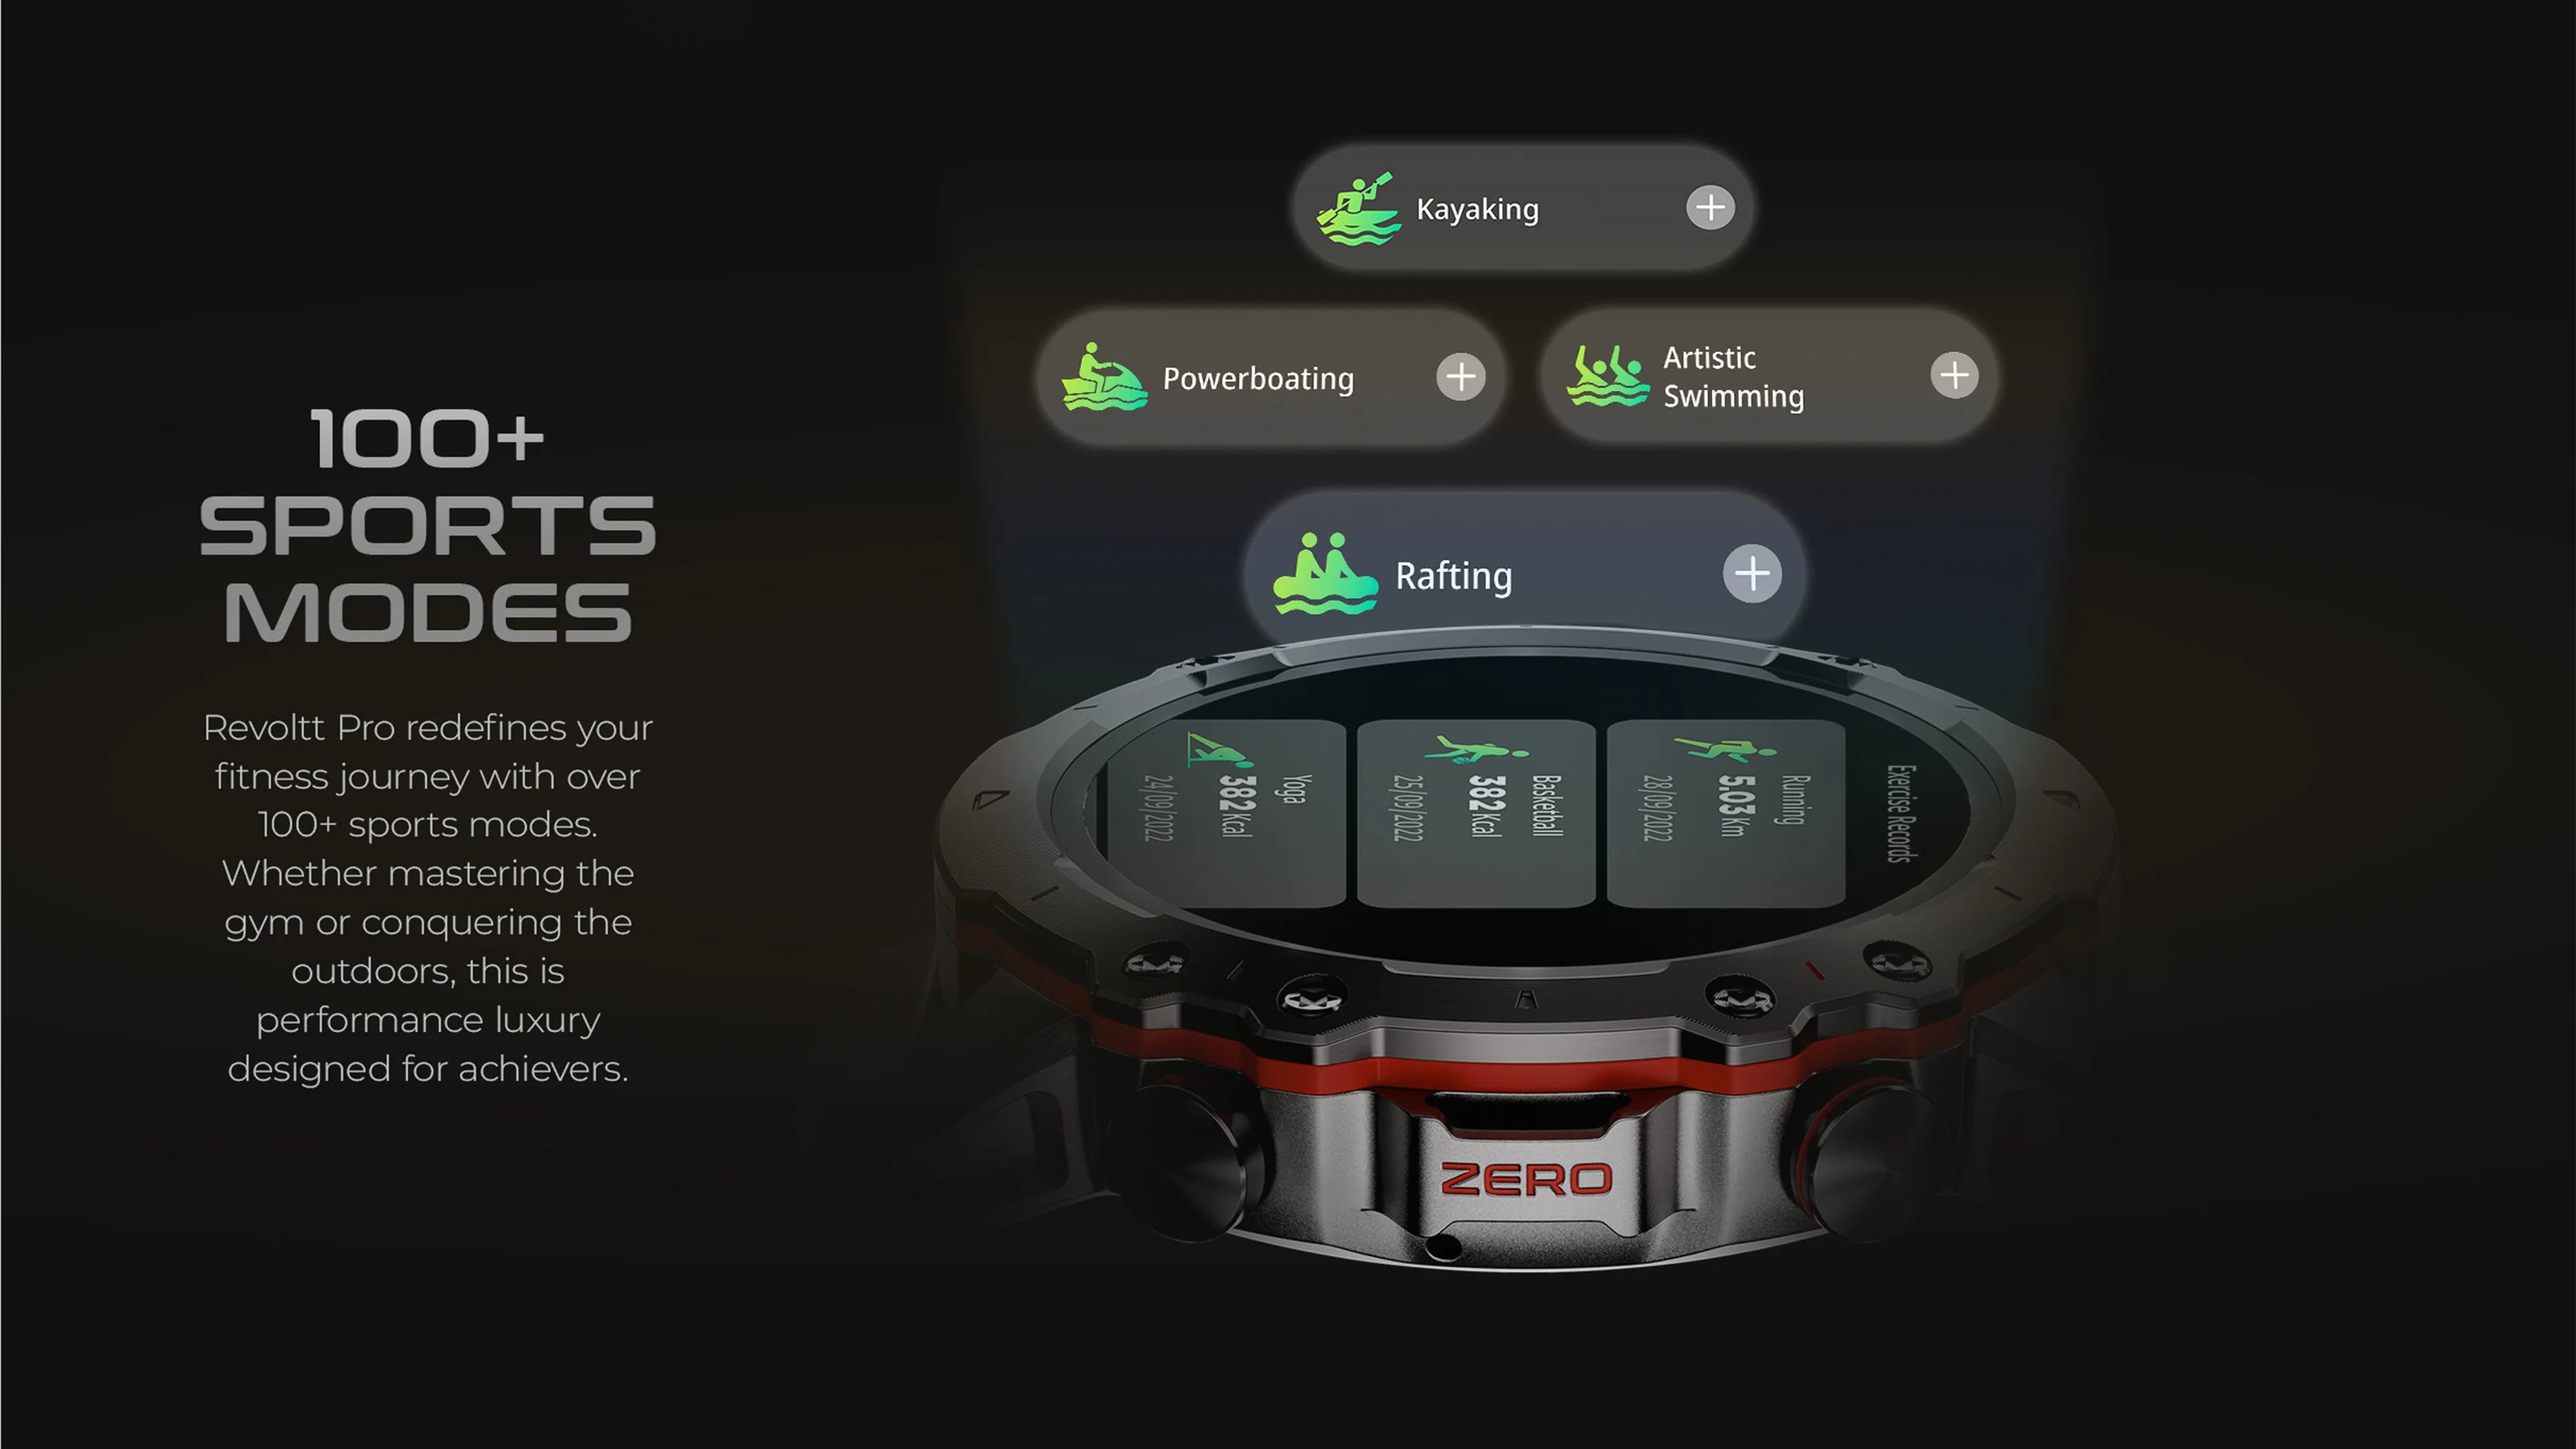 100+
SPORTS
MODES
Revoltt Pro redefines your
fitness journey with over
100+ sports modes.
Whether mastering the
gym or conquering the
outdoors, this is
performance luxury
designed for achievers.
Kayaking
Powerboating
Artistic
Swimming
Rafting
Exercise Records
Running
5.03 Km
28/09/2022
Basketball
382 Kcal
25/09/2022
Yoga
382 Kcal
24/09/2022
ZERO